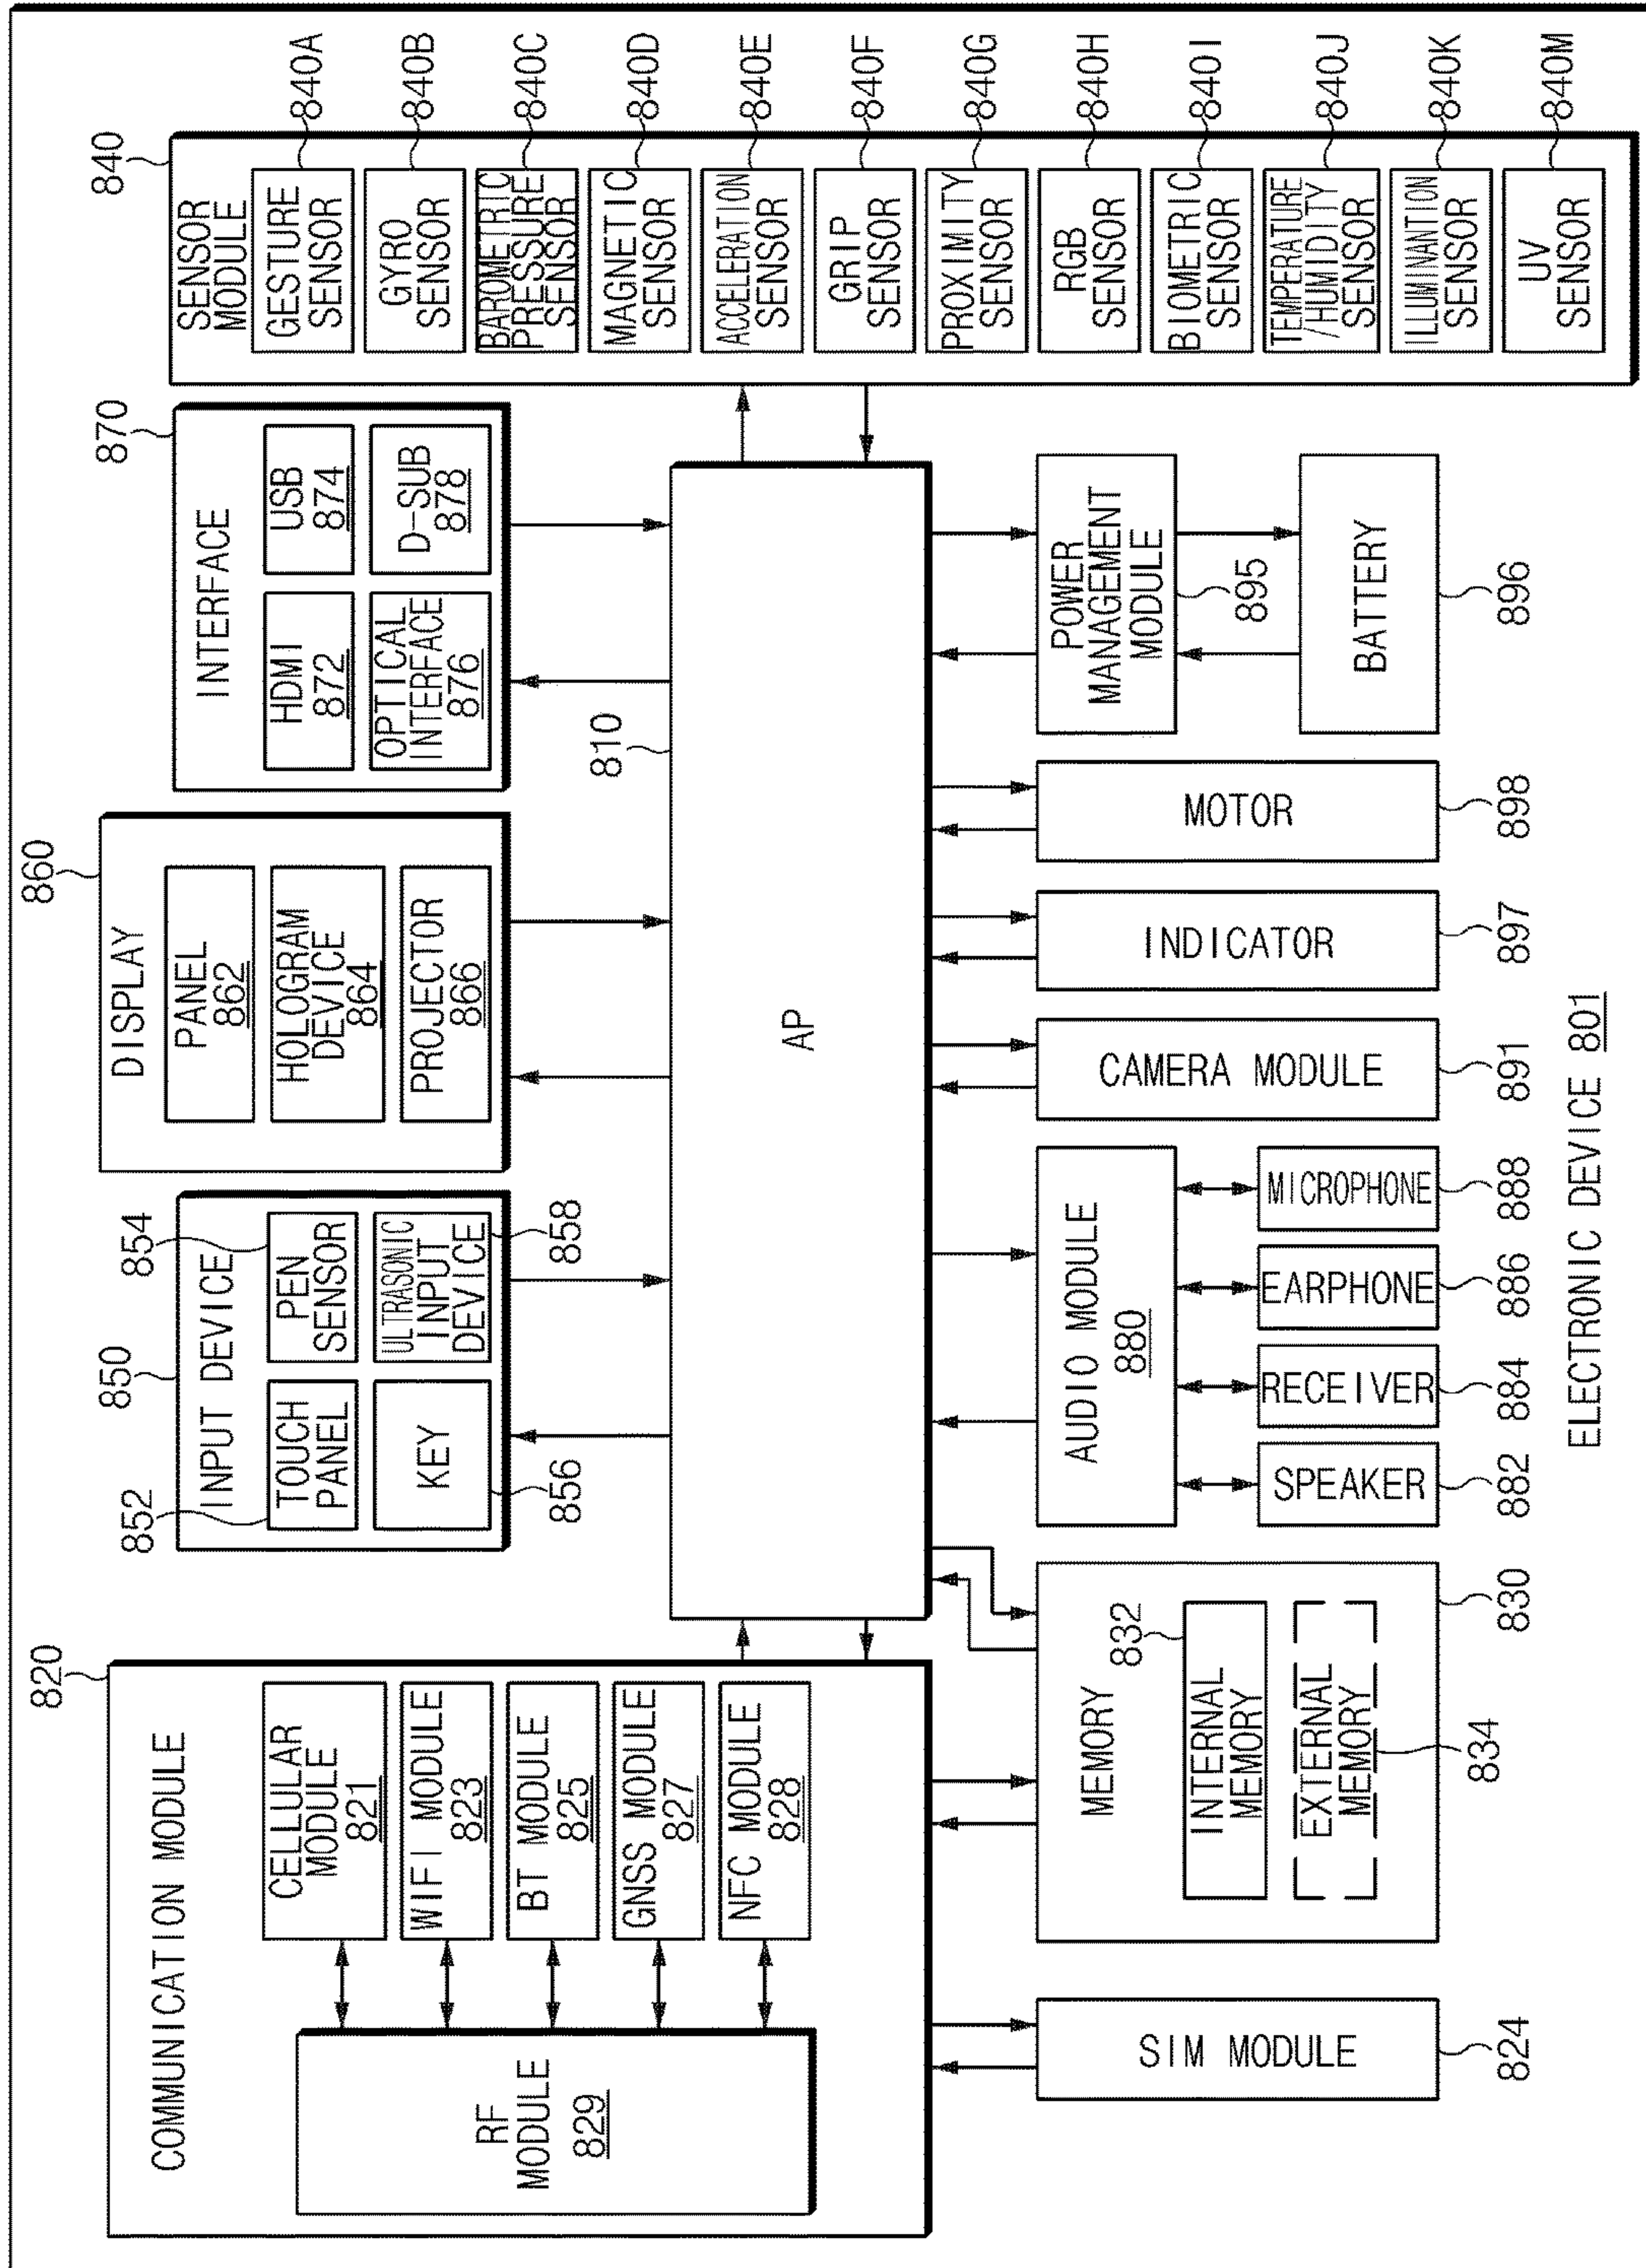 ELECTRONIC DEVICE 801
COMMUNICATION MODULE
820
CELLULAR
MODULE
821
WIFI MODULE
823
BT MODULE
825
GNSS MODULE
827
NFC MODULE
828
RF
MODULE
829
INPUT DEVICE
850
852
TOUCH
PANEL
854
PEN
SENSOR
KEY
856
ULTRASONIC
INPUT
DEVICE
858
DISPLAY
860
PANEL
862
HOLOGRAM
DEVICE
864
PROJECTOR
866
INTERFACE
870
HDMI
872
USB
874
OPTICAL
INTERFACE
876
D-SUB
878
810
AP
840
SENSOR
MODULE
GESTURE
SENSOR
840A
GYRO
SENSOR
840B
BAROMETRIC
PRESSURE
SENSOR
840C
MAGNETIC
SENSOR
840D
ACCELERATION
SENSOR
840E
GRIP
SENSOR
840F
PROXIMITY
SENSOR
840G
RGB
SENSOR
840H
BIOMETRIC
SENSOR
840I
TEMPERATURE
/HUMIDITY
SENSOR
840J
ILLUMINANTION
SENSOR
840K
UV
SENSOR
840M
SIM MODULE
824
MEMORY
830
832
INTERNAL
MEMORY
EXTERNAL
MEMORY
834
AUDIO MODULE
880
SPEAKER
882
RECEIVER
884
EARPHONE
886
MICROPHONE
888
CAMERA MODULE
891
INDICATOR
897
MOTOR
898
POWER
MANAGEMENT
MODULE
895
BATTERY
896